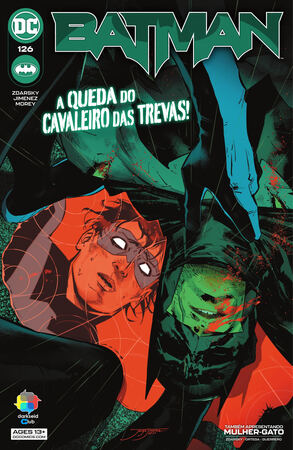 DC
126
BATMAN
ZDARSKY
JIMENEZ
MOREY
A QUEDA DO
CAVALEIRO DAS TREVAS!
darkseid
Club
AGES 13+
DCCOMICS.COM
TAMBÉM APRESENTANDO
MULHER-GATO
ZDARSKY ORTEGA GUERRERO